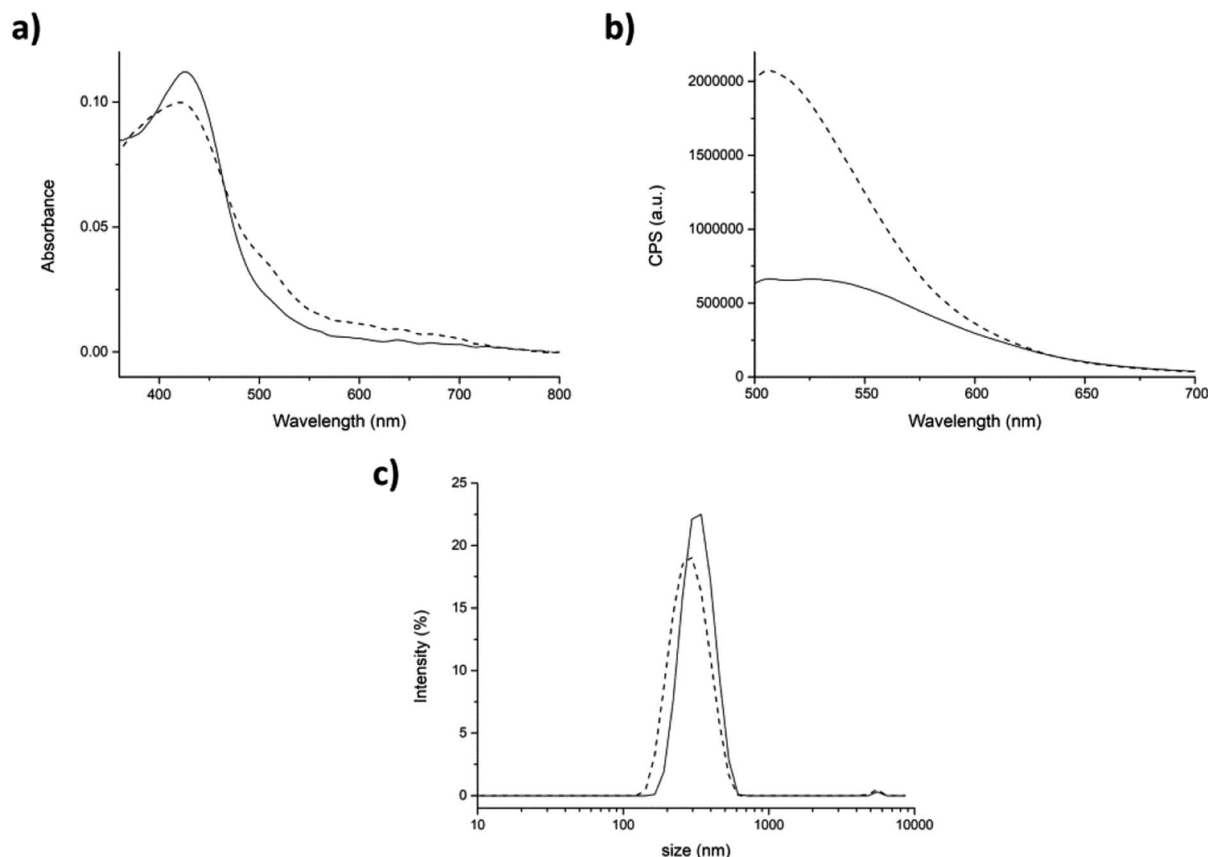 a)
Absorbance
0.10
0.05
0.00
400 500 600 700 800
Wavelength (nm)
b)
CPS (a.u.)
2000000
1500000
1000000
500000
0
500 550 600 650 700
Wavelength (nm)
c)
Intensity (%)
25
20
15
10
5
0
10 100 1000 10000
size (nm)